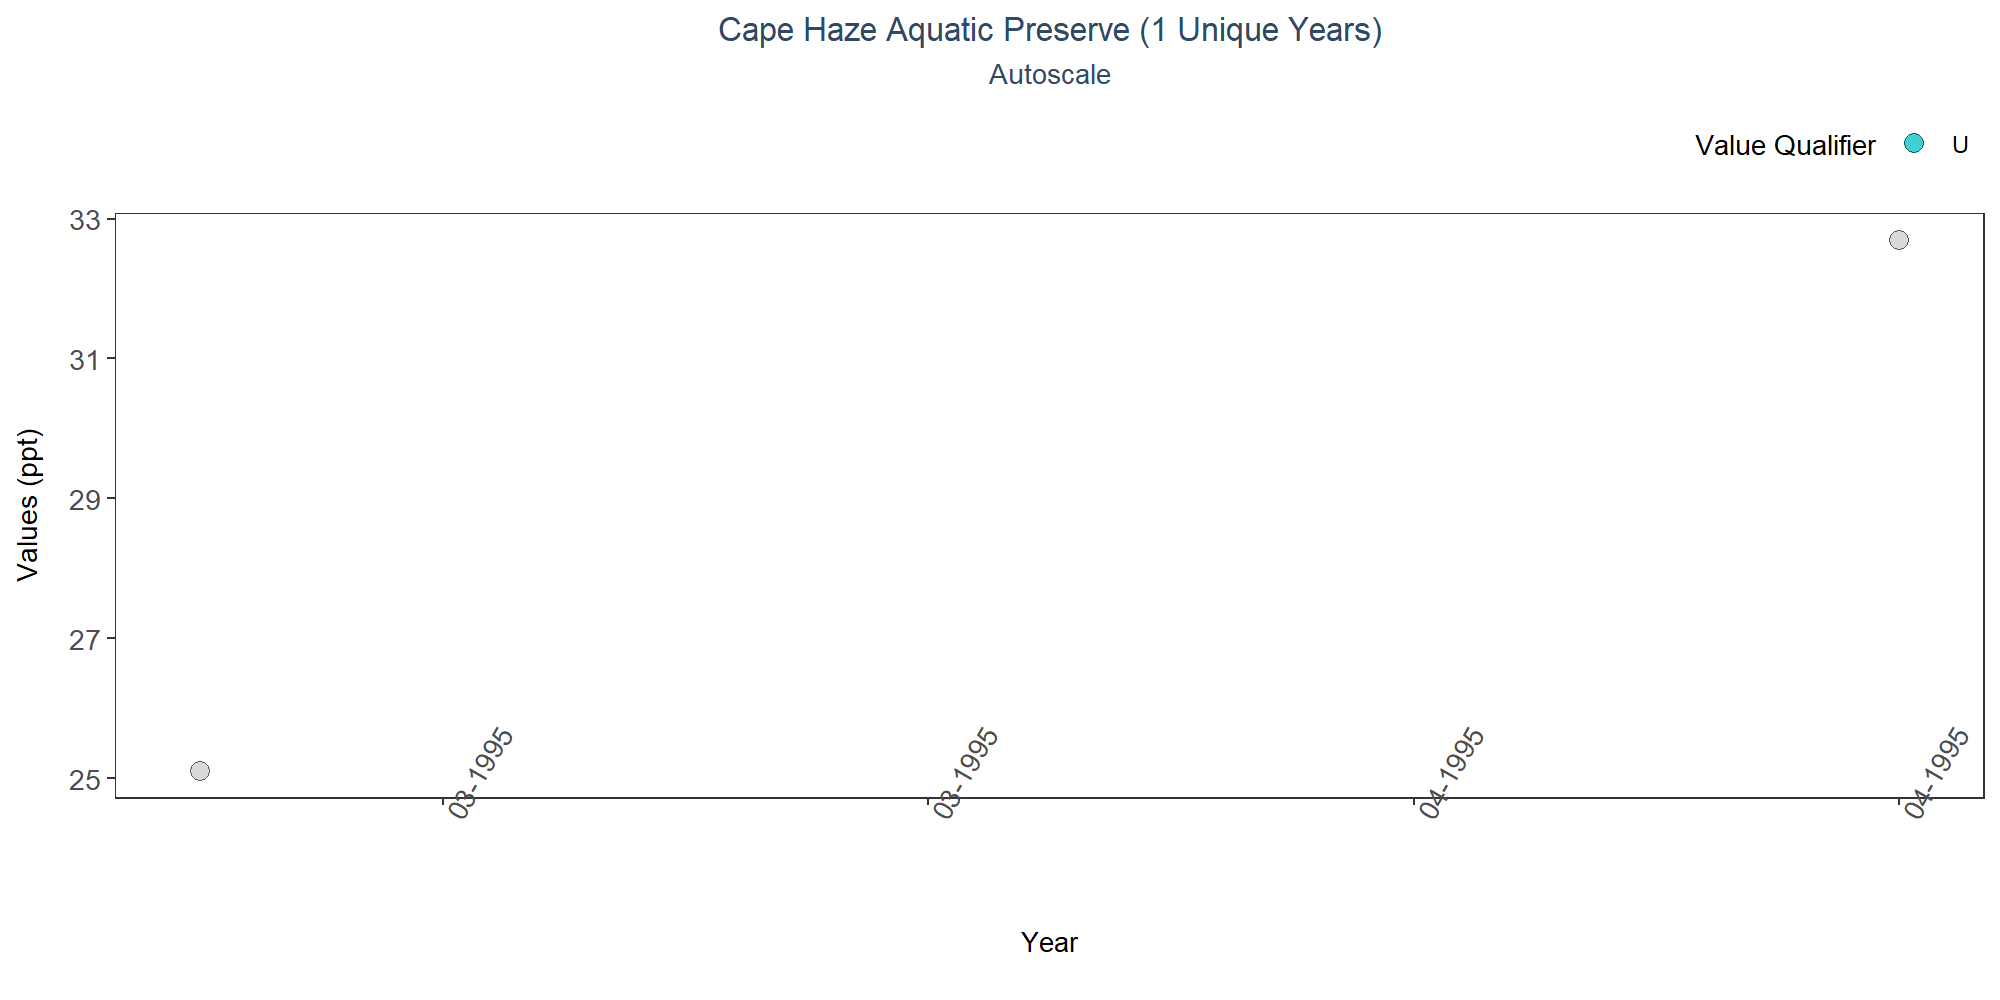 Cape Haze Aquatic Preserve (1 Unique Years)
Autoscale
Value Qualifier U
33
31
29
27
25
Values (ppt)
03-1995 03-1995 04-1995 04-1995
Year